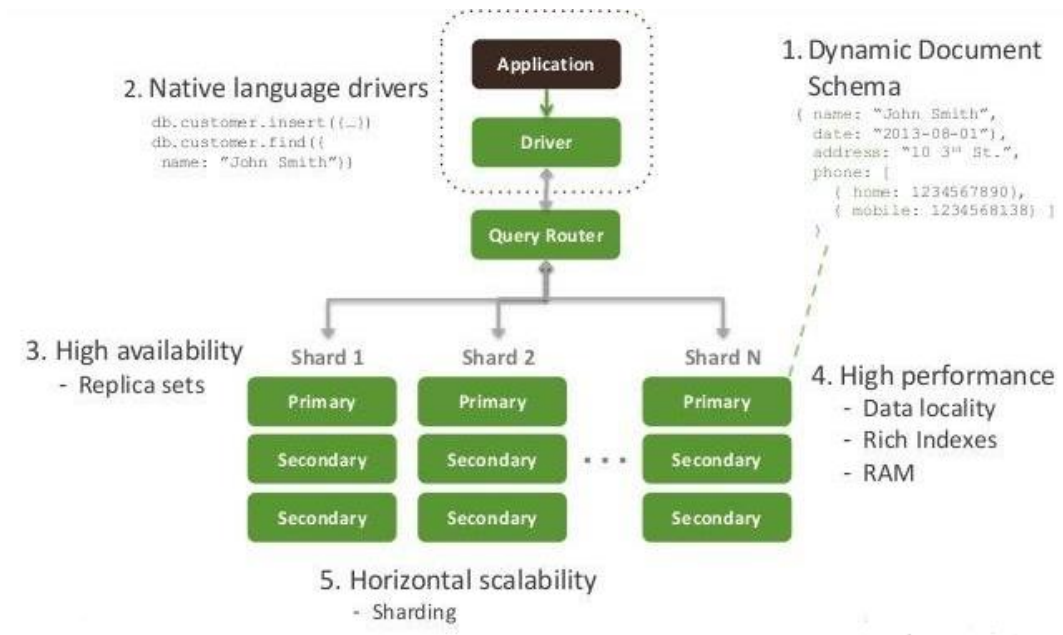 Application
Driver
Query Router
1. Dynamic Document
Schema
{ name: “John Smith”,
date: “2013-08-01”),
address: “10 3rd St.”,
phone: [
{ home: 1234567890),
{ mobile: 1234568138) ]
)
2. Native language drivers
db.customer.insert({…})
db.customer.find({
name: ”John Smith”})
3. High availability
- Replica sets
Shard 1
Primary
Secondary
Secondary
Shard 2
Primary
Secondary
Secondary
...
Shard N
Primary
Secondary
Secondary
4. High performance
- Data locality
- Rich Indexes
- RAM
5. Horizontal scalability
- Sharding